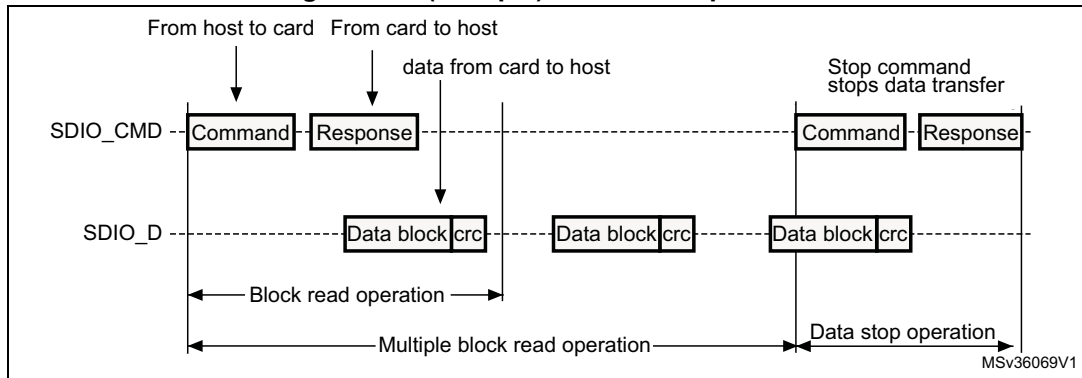 From host to card From card to host
data from card to host
Stop command
stops data transfer
SDIO_CMD Command Response Command Response
SDIO_D Data block crc Data block crc Data block crc
Block read operation
Multiple block read operation Data stop operation
MSv36069V1